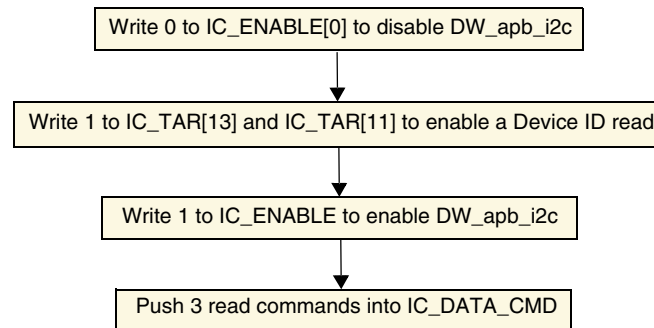 Write 0 to IC_ENABLE[0] to disable DW_apb_i2c
Write 1 to IC_TAR[13] and IC_TAR[11] to enable a Device ID read
Write 1 to IC_ENABLE to enable DW_apb_i2c
Push 3 read commands into IC_DATA_CMD